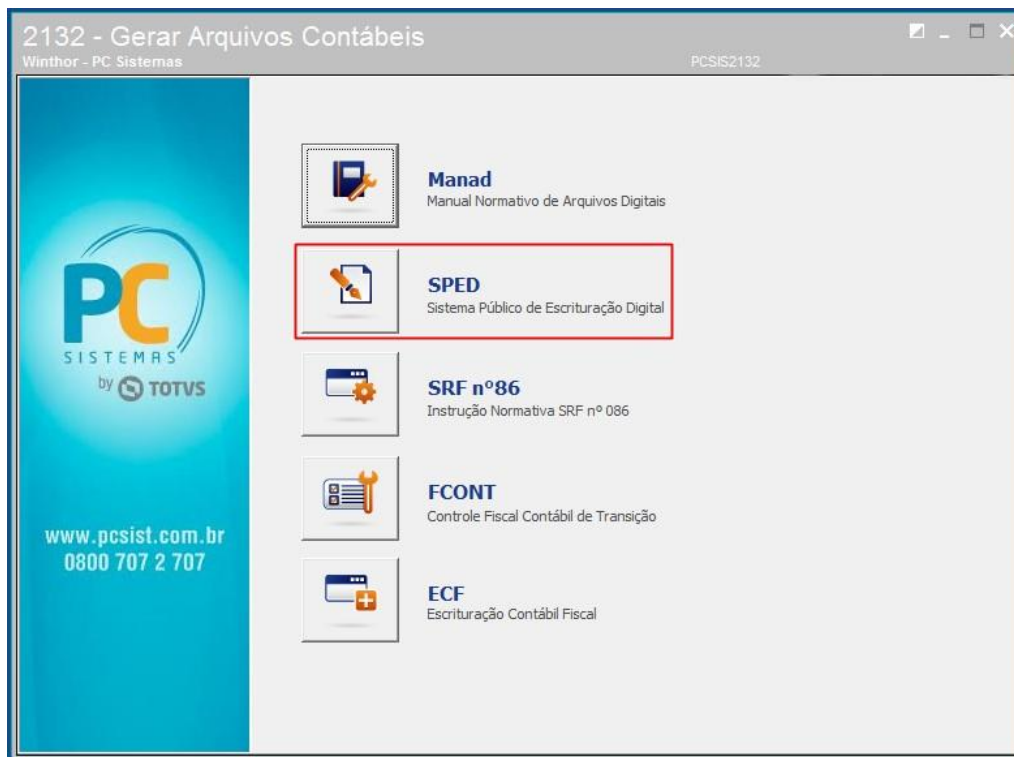 2132 - Gerar Arquivos Contábeis
Winthor - PC Sistemas
PCSIS2132
Manad
Manual Normativo de Arquivos Digitais
SPED
Sistema Público de Escrituração Digital
SRF nº86
Instrução Normativa SRF nº 086
FCONT
Controle Fiscal Contábil de Transição
ECF
Escrituração Contábil Fiscal
PC
SISTEMAS
by TOTVS
www.pcsist.com.br
0800 707 2 707